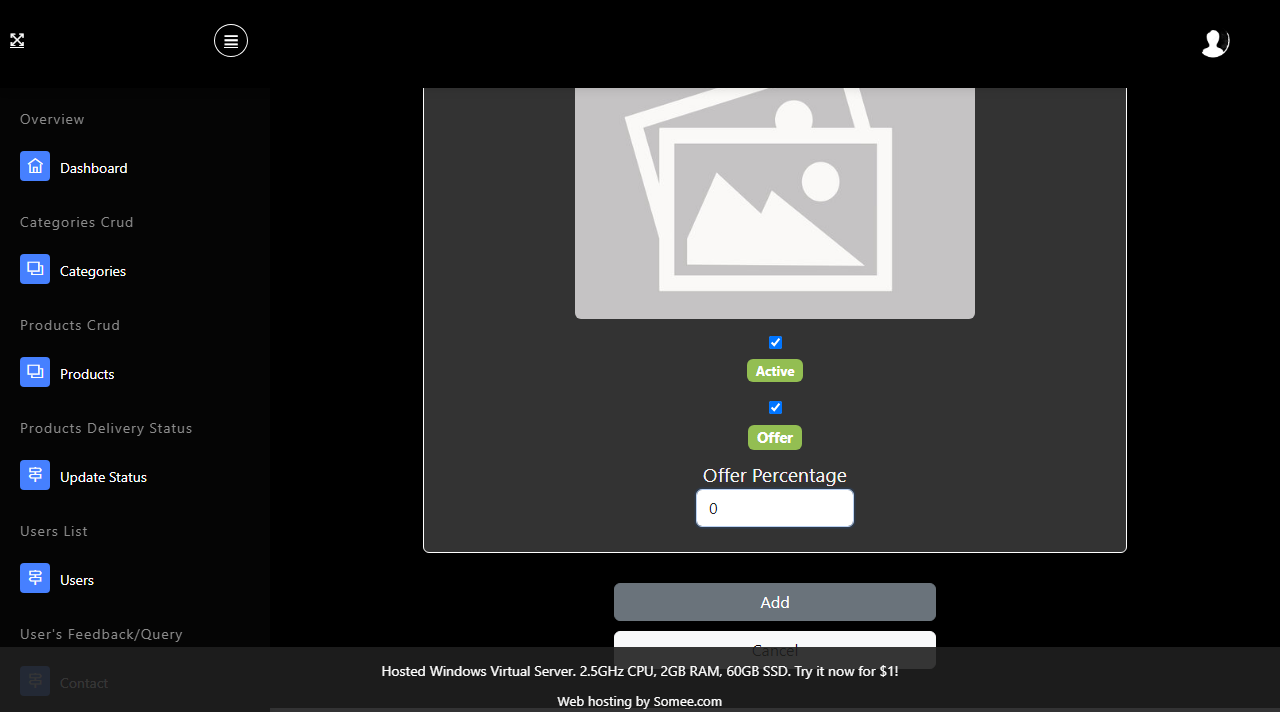 Overview
Dashboard
Categories Crud
Categories
Products Crud
Products
Products Delivery Status
Update Status
Users List
Users
User's Feedback/Query
Contact
Active
Offer
Offer Percentage
0
Add
Cancel
Hosted Windows Virtual Server. 2.5GHz CPU, 2GB RAM, 60GB SSD. Try it now for $1!
Web hosting by Somee.com